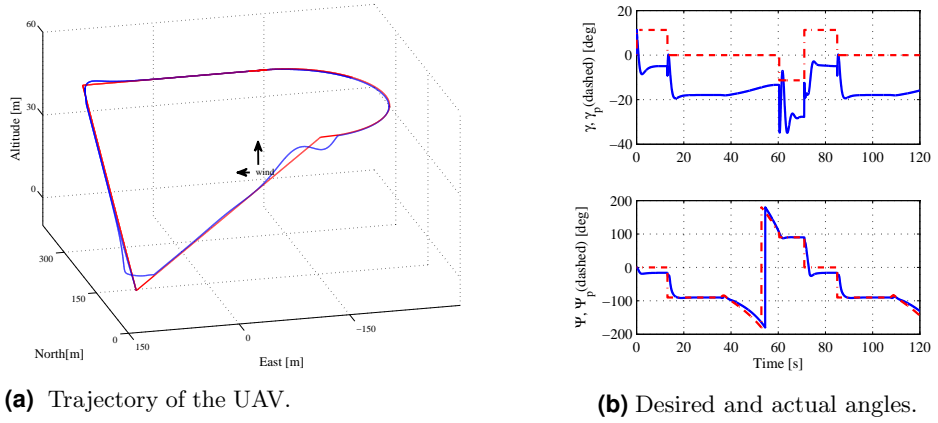 60
30
0
Altitude [m]
300
150
0
North[m]
150
0
−150
East [m]
wind
(a) Trajectory of the UAV.
20
0
−20
−40
γ, γp(dashed) [deg]
0 20 40 60 80 100 120
200
100
0
−100
−200
Ψ, Ψp(dashed) [deg]
0 20 40 60 80 100 120
Time [s]
(b) Desired and actual angles.